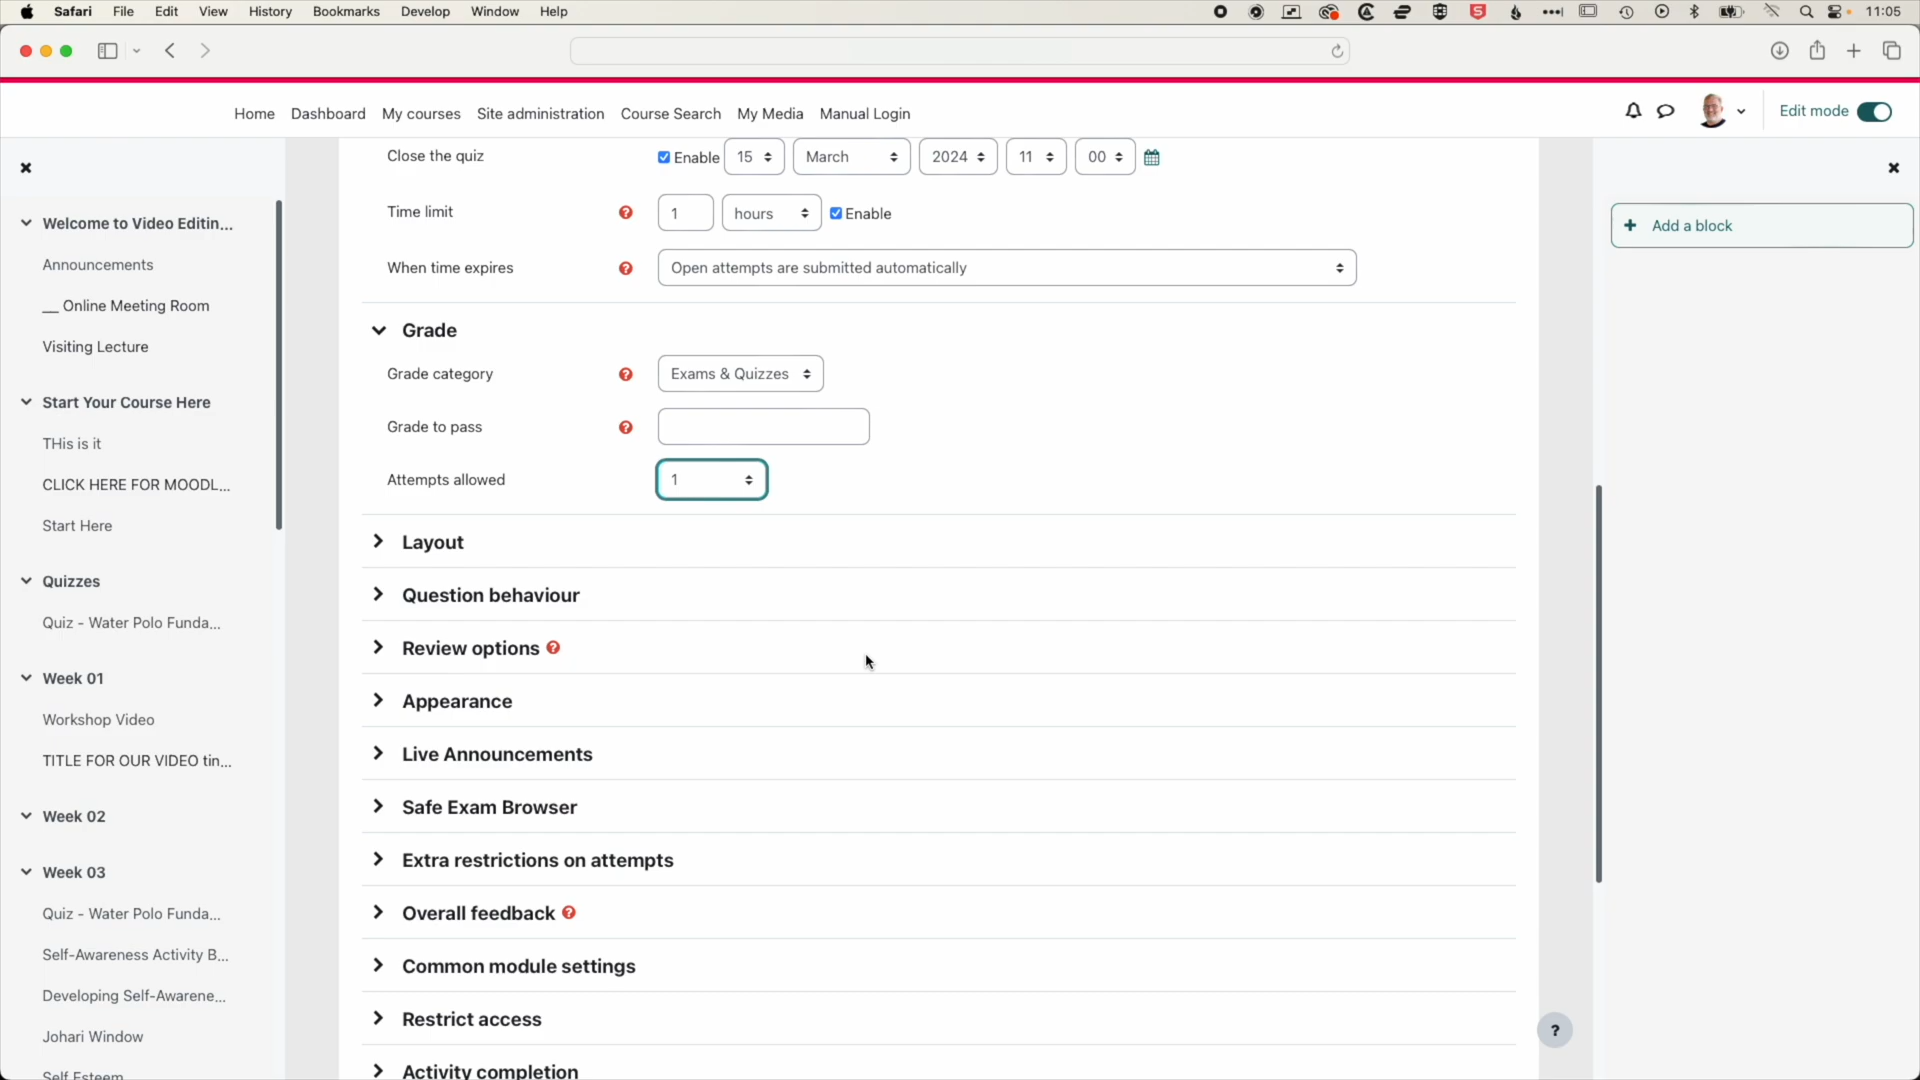 Safari File Edit View History Bookmarks Develop Window Help 11:05
Home Dashboard My courses Site administration Course Search My Media Manual Login Edit mode
Welcome to Video Editin...
Announcements
__ Online Meeting Room
Visiting Lecture
Start Your Course Here
THis is it
CLICK HERE FOR MOODL...
Start Here
Quizzes
Quiz - Water Polo Funda...
Week 01
Workshop Video
TITLE FOR OUR VIDEO tin...
Week 02
Week 03
Quiz - Water Polo Funda...
Self-Awareness Activity B...
Developing Self-Awarene...
Johari Window
Self Esteem
Close the quiz Enable 15 March 2024 11 00
Time limit ? 1 hours Enable
When time expires ? Open attempts are submitted automatically
Grade
Grade category ? Exams & Quizzes
Grade to pass ?
Attempts allowed 1
Layout
Question behaviour
Review options ?
Appearance
Live Announcements
Safe Exam Browser
Extra restrictions on attempts
Overall feedback ?
Common module settings
Restrict access
Activity completion
+ Add a block
?